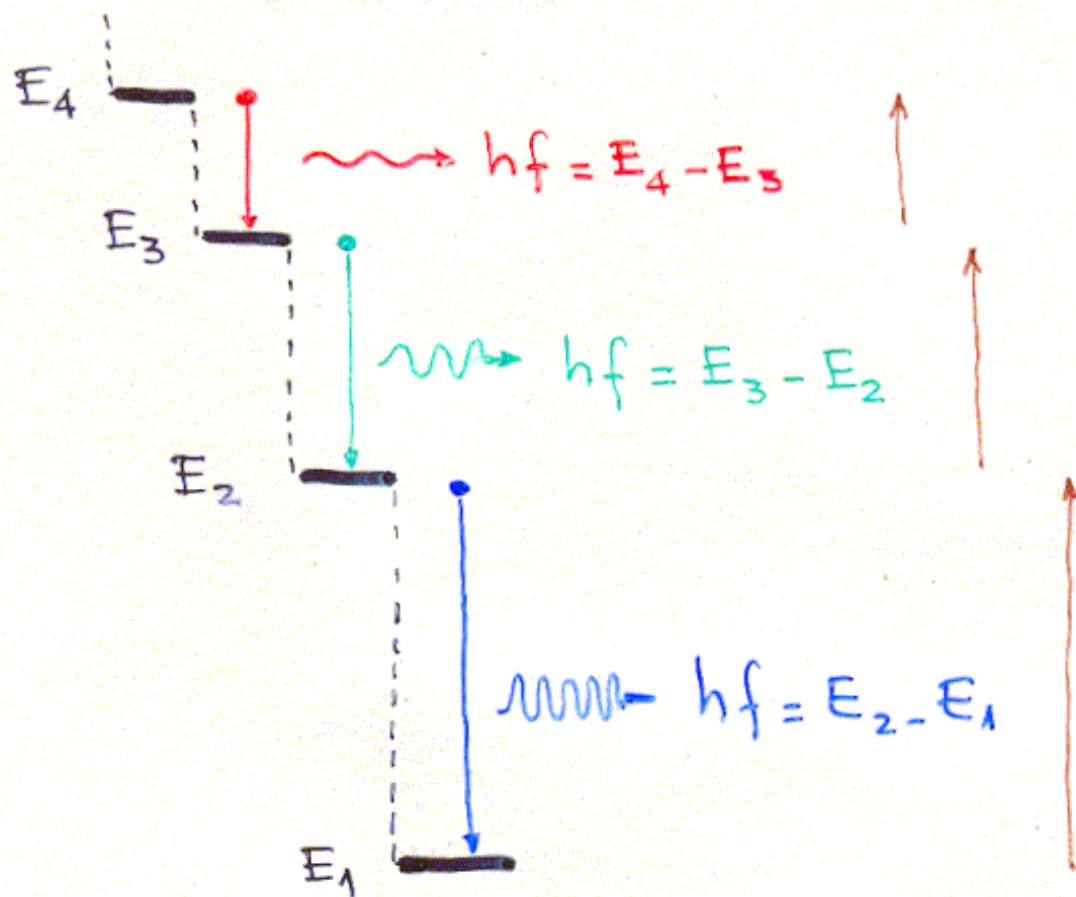 E₄
hf = E₄ - E₃
E₃
hf = E₃ - E₂
E₂
hf = E₂ - E₁
E₁